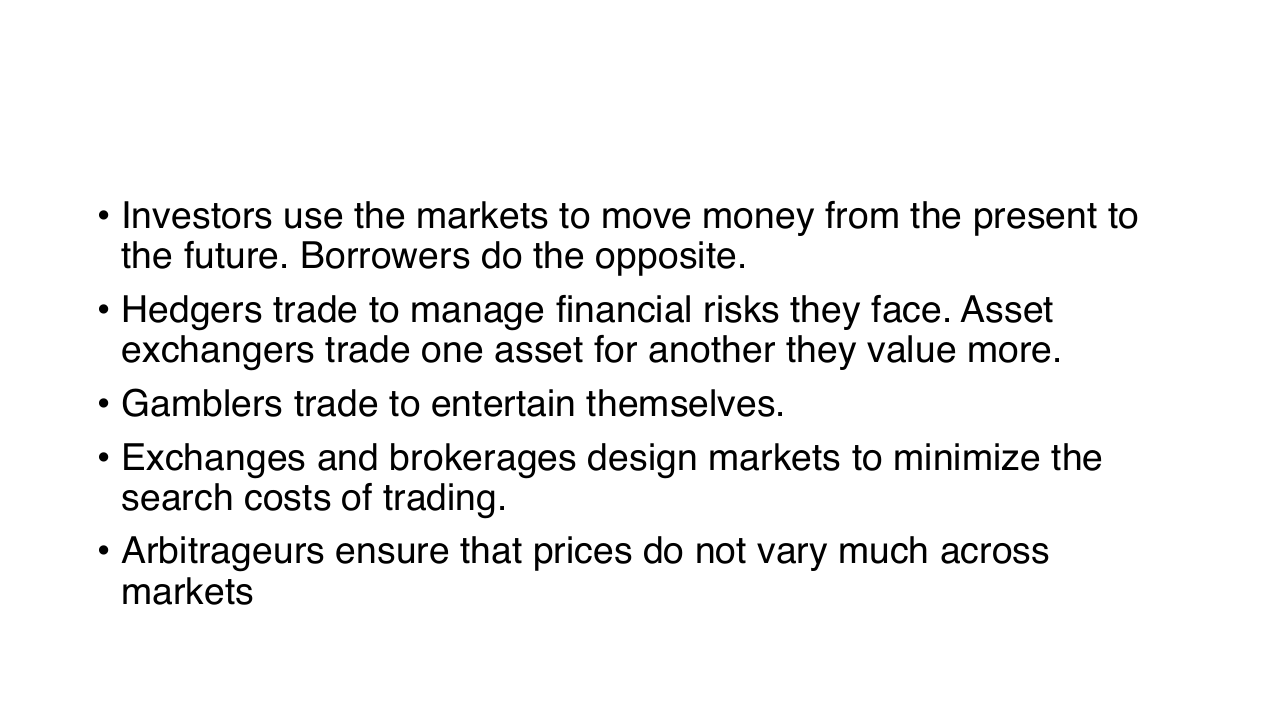 • Investors use the markets to move money from the present to
the future. Borrowers do the opposite.
• Hedgers trade to manage financial risks they face. Asset
exchangers trade one asset for another they value more.
• Gamblers trade to entertain themselves.
• Exchanges and brokerages design markets to minimize the
search costs of trading.
• Arbitrageurs ensure that prices do not vary much across
markets